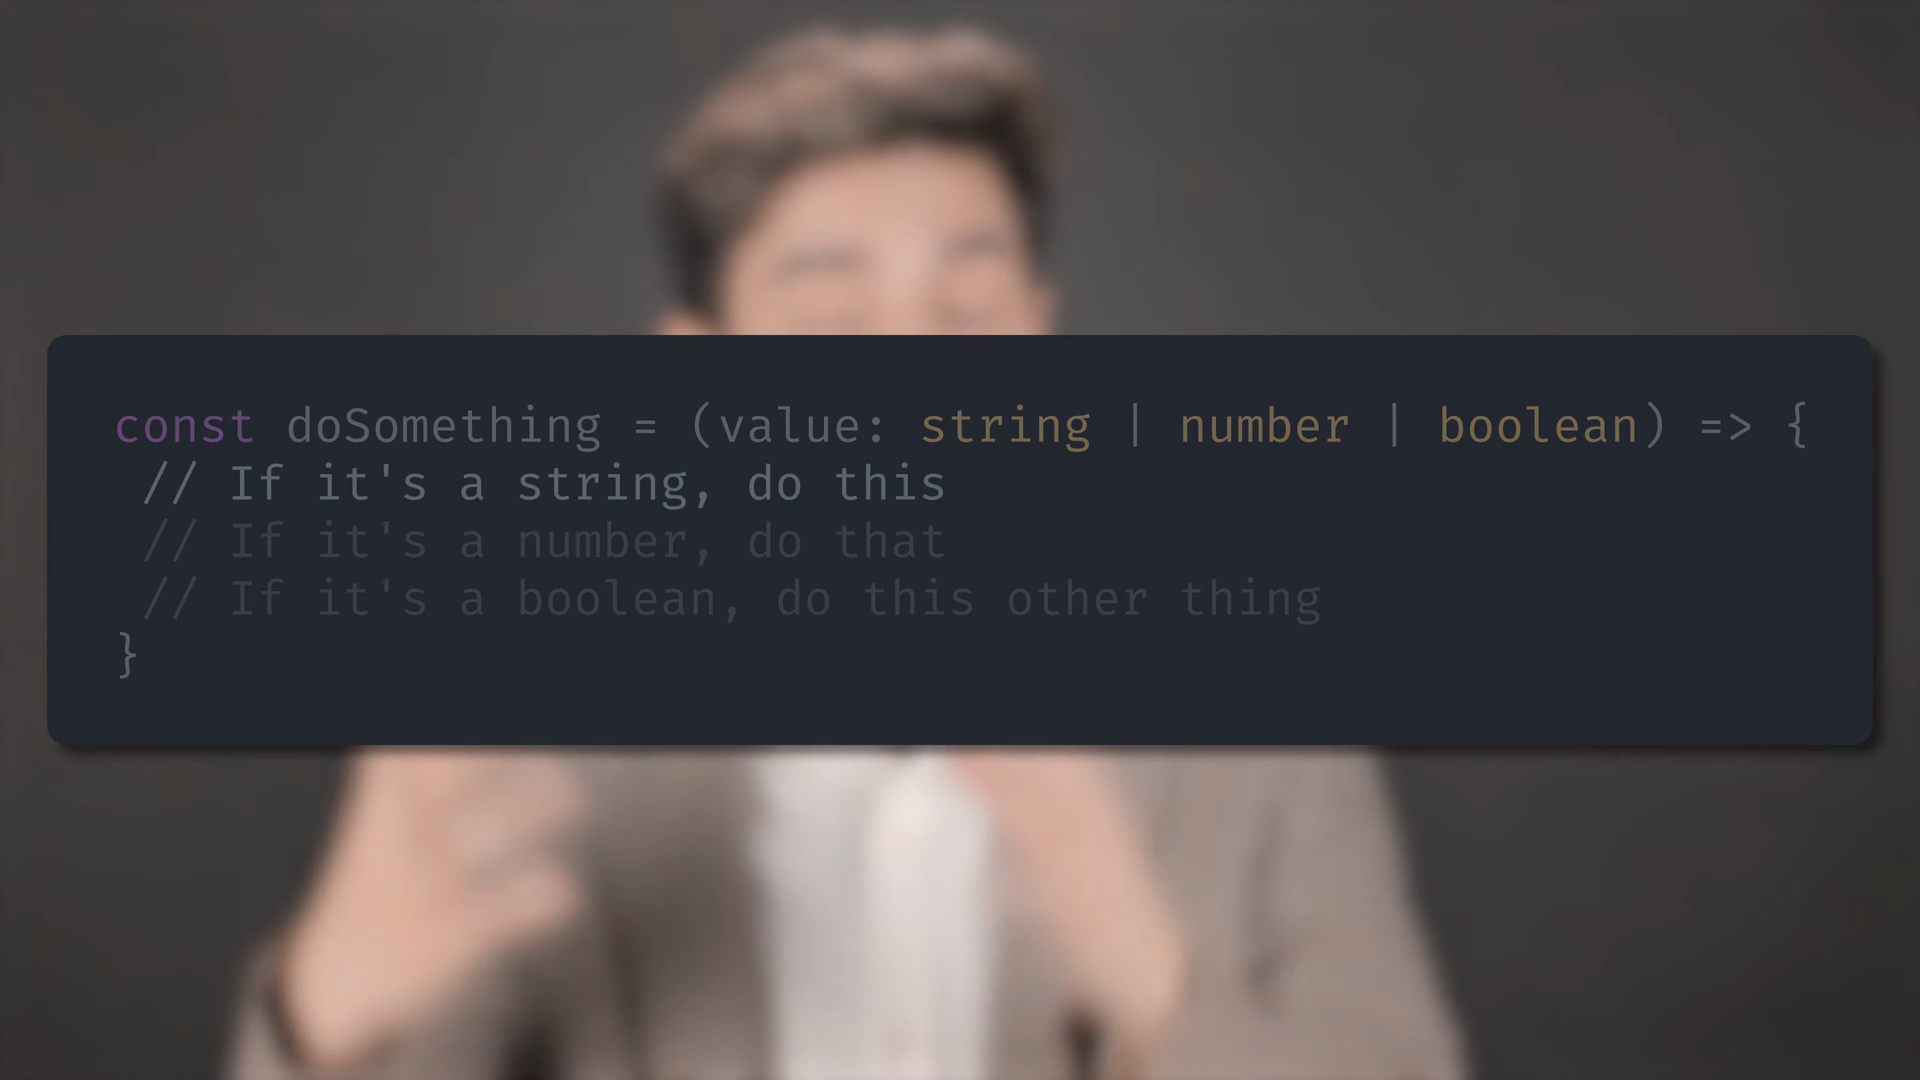 const doSomething = (value: string | number | boolean) => {
// If it's a string, do this
// If it's a number, do that
// If it's a boolean, do this other thing
}